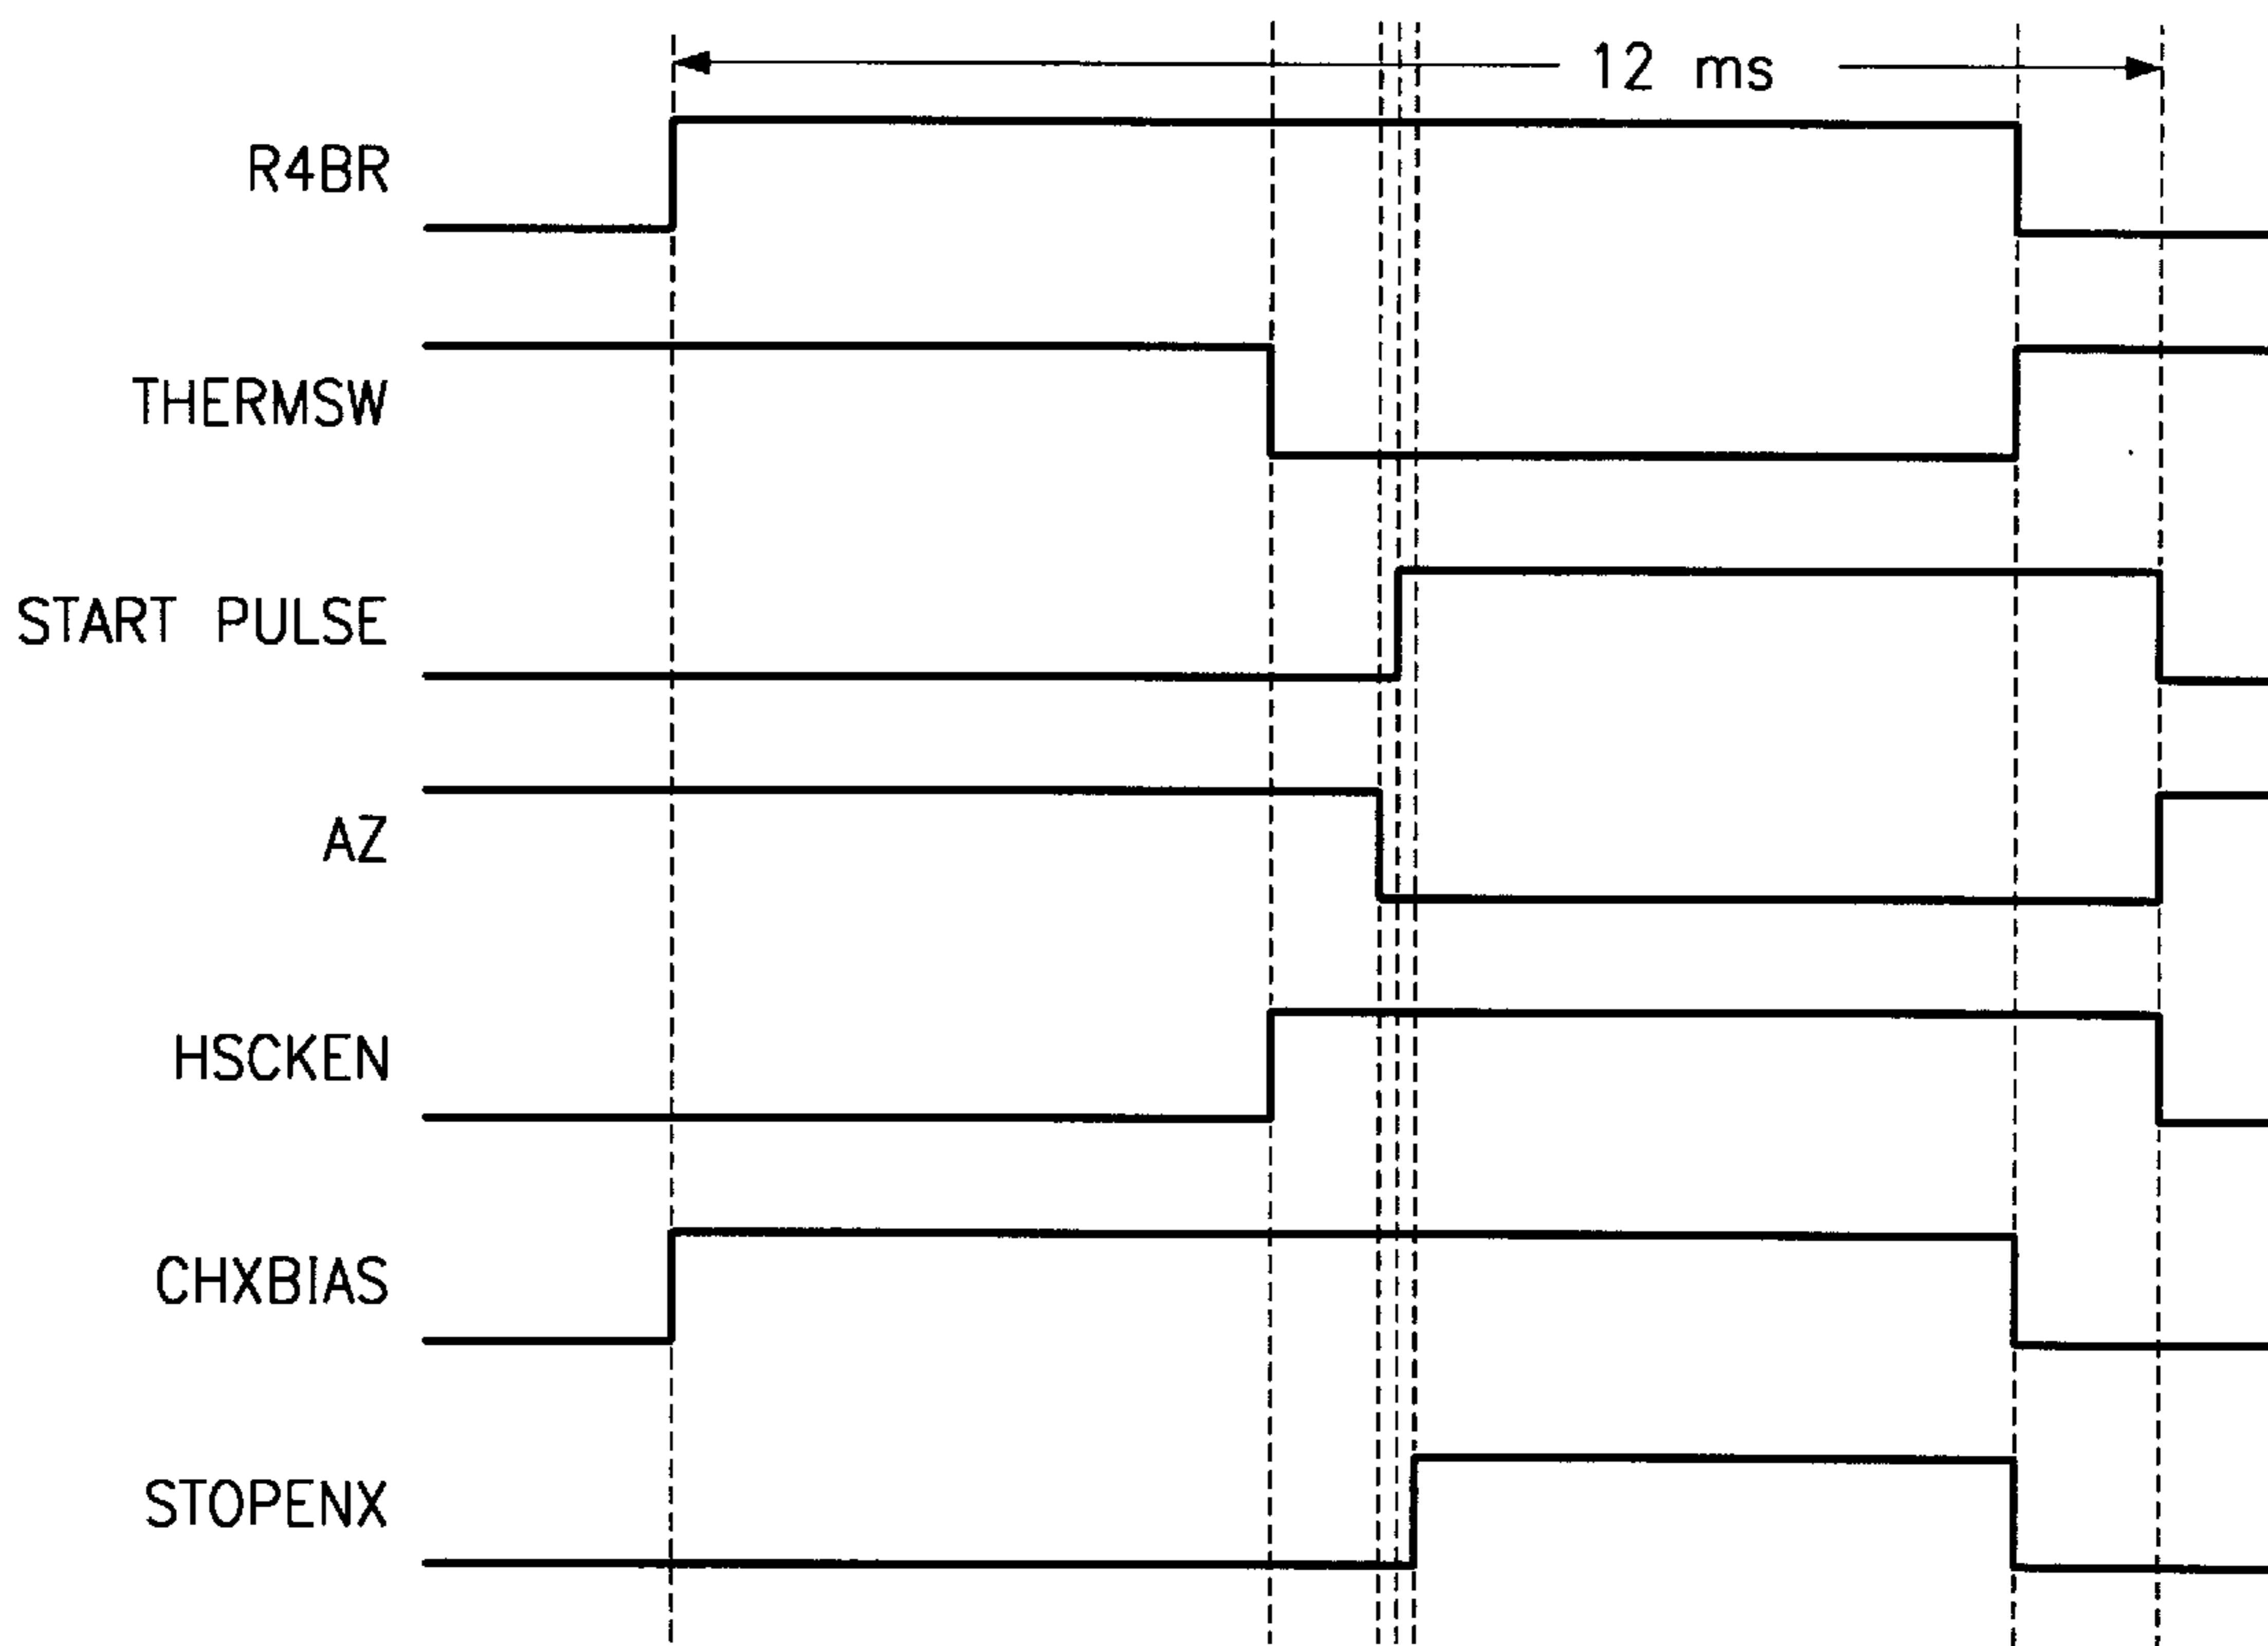 12 ms
R4BR
THERMSW
START PULSE
AZ
HSCKEN
CHXBIAS
STOPENX